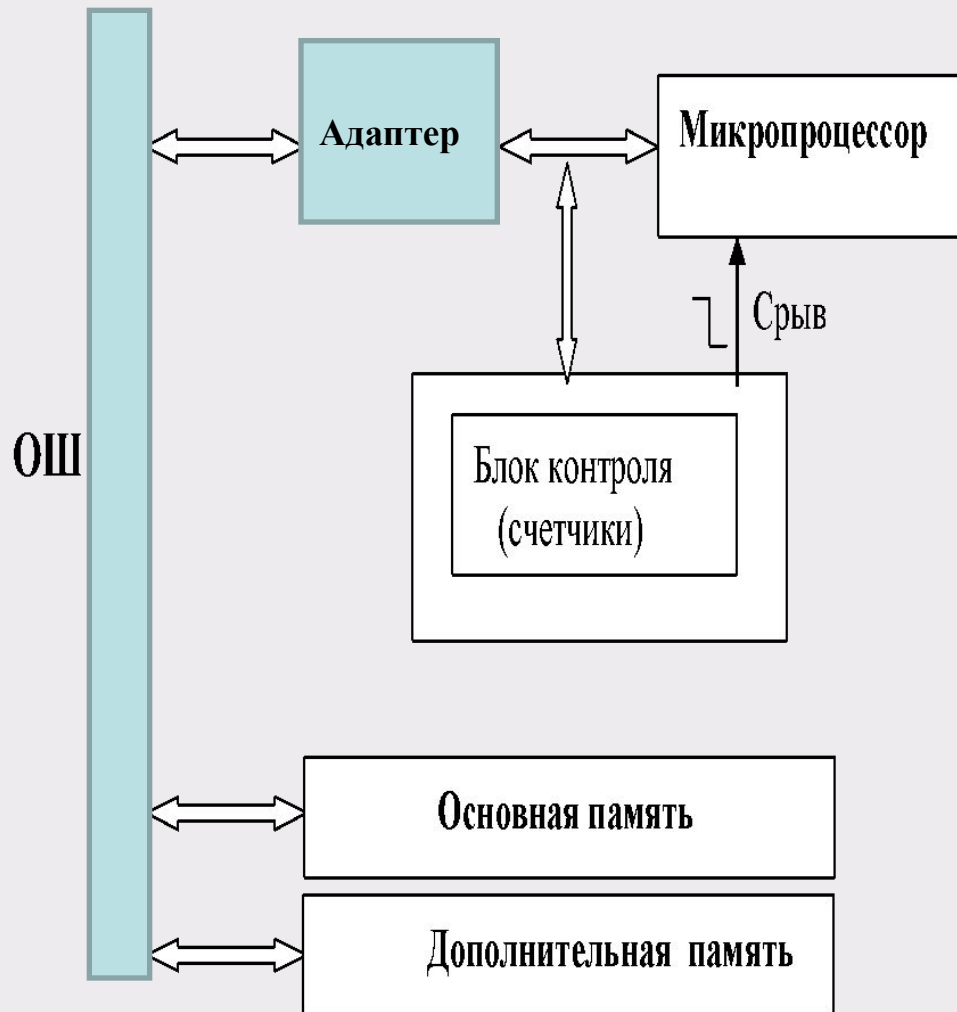 Адаптер
Микропроцессор
Срыв
ОШ
Блок контроля
(счетчики)
Основная память
Дополнительная память